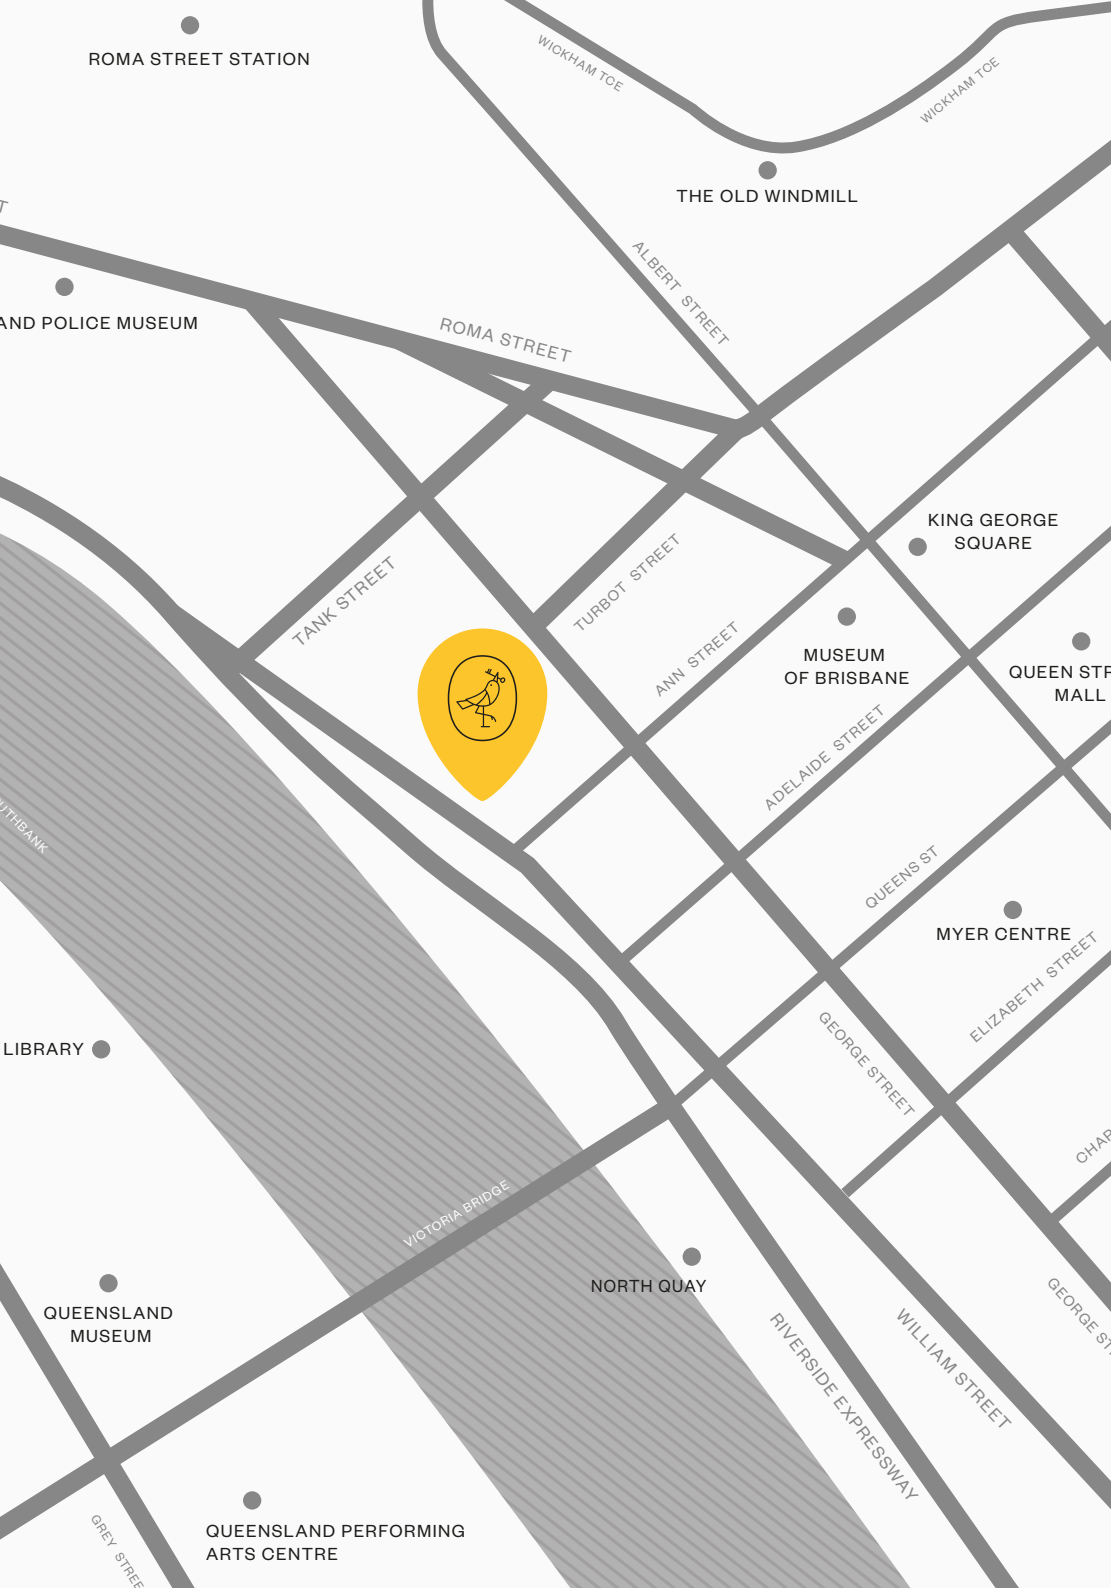 ROMA STREET STATION
WICKHAM TCE
WICKHAM TCE
THE OLD WINDMILL
T
ALBERT STREET
AND POLICE MUSEUM
ROMA STREET
KING GEORGE
SQUARE
TANK STREET
TURBOT STREET
ANN STREET
MUSEUM
OF BRISBANE
QUEEN STR
MALL
ADELAIDE STREET
UTHBANK
QUEENS ST
MYER CENTRE
ELIZABETH STREET
LIBRARY
GEORGE STREET
CHAR
VICTORIA BRIDGE
NORTH QUAY
QUEENSLAND
MUSEUM
GEORGE ST
RIVERSIDE EXPRESSWAY
WILLIAM STREET
GREY STREE
QUEENSLAND PERFORMING
ARTS CENTRE